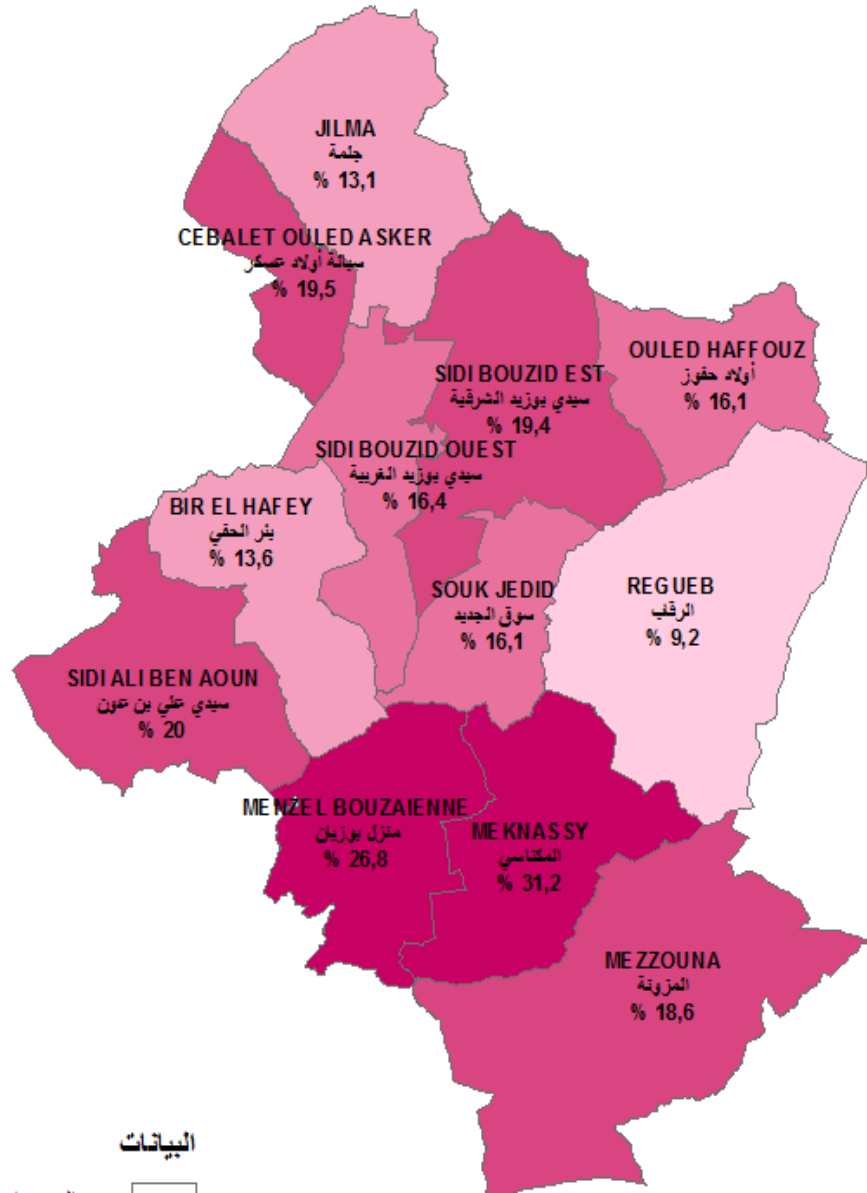 JILMA
جلمة
% 13,1
CEBALET OULED ASKER
سبالة أولاد عسكر
% 19,5
OULED HAFFOUZ
أولاد حفوز
% 16,1
SIDI BOUZID EST
سيدي بوزيد الشرقية
% 19,4
SIDI BOUZID OUEST
سيدي بوزيد الغربية
% 16,4
BIR EL HAFEY
بئر الحفي
% 13,6
SOUK JEDID
سوق الجديد
% 16,1
REGUEB
الرقاب
% 9,2
SIDI ALI BEN AOUN
سيدي علي بن عون
% 20
MENZEL BOUZAIENNE
منزل بوزيان
% 26,8
MEKNASSY
المكناسي
% 31,2
MEZZOUNA
المزونة
% 18,6
البيانات